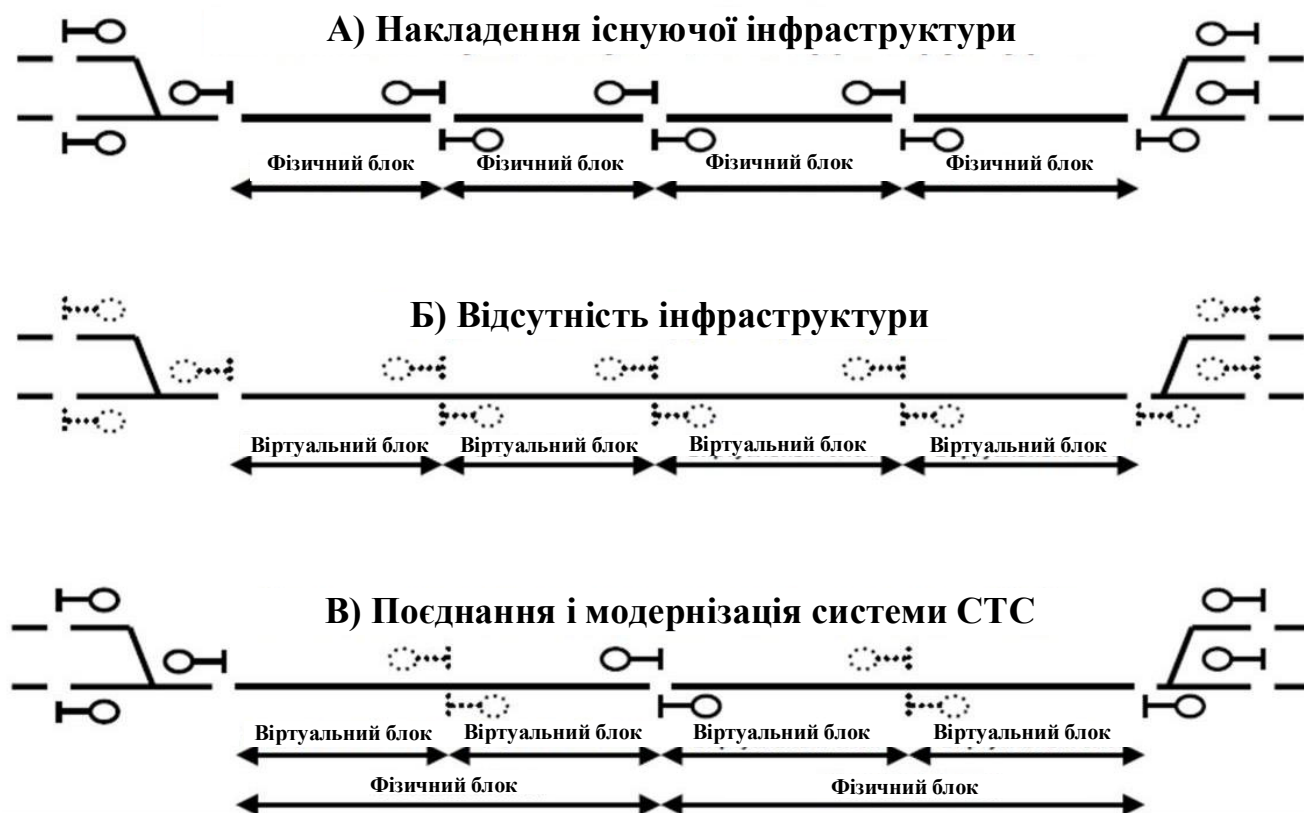 А) Накладення існуючої інфраструктури
Фізичний блок Фізичний блок Фізичний блок Фізичний блок
Б) Відсутність інфраструктури
Віртуальний блок Віртуальний блок Віртуальний блок Віртуальний блок
В) Поєднання і модернізація системи СТС
Віртуальний блок Віртуальний блок Віртуальний блок Віртуальний блок
Фізичний блок Фізичний блок